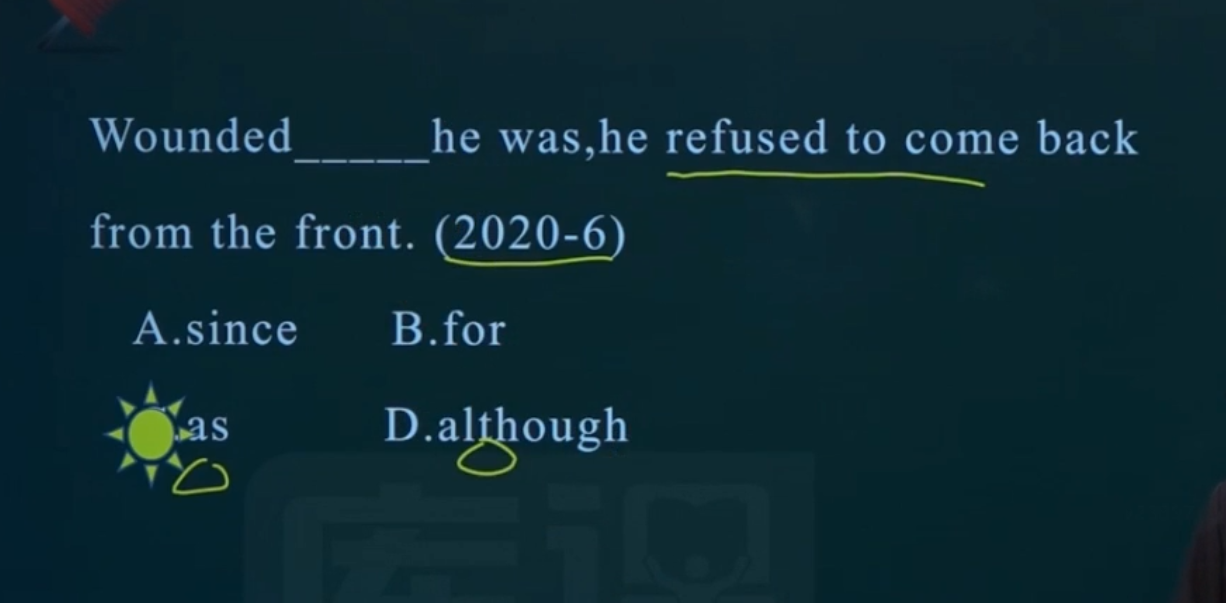 Wounded_____he was,he refused to come back
from the front. (2020-6)
A.since B.for
.as D.although